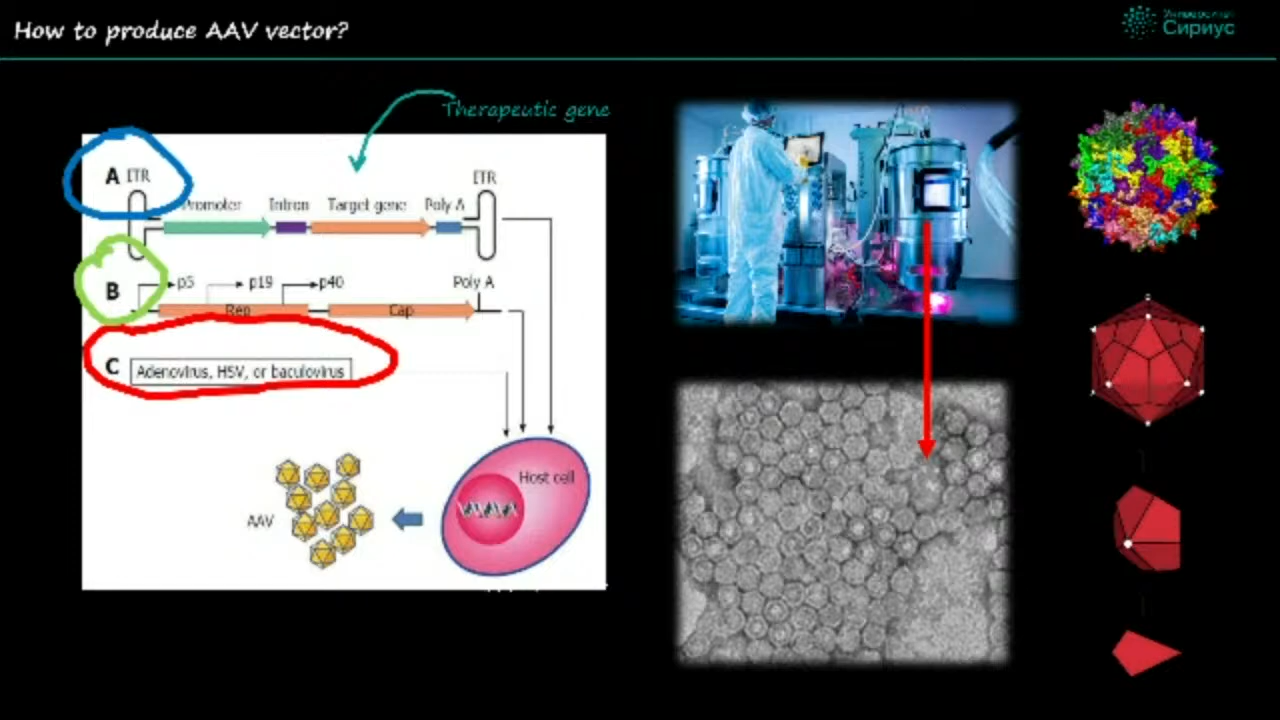 How to produce AAV vector?
Университет
Сириус
Therapeutic gene
A ITR
ITR
Promoter Intron Target gene Poly A
B
p5 p19 p40 Poly A
Rep Cap
C Adenovirus, HSV, or baculovirus
Host cell
AAV